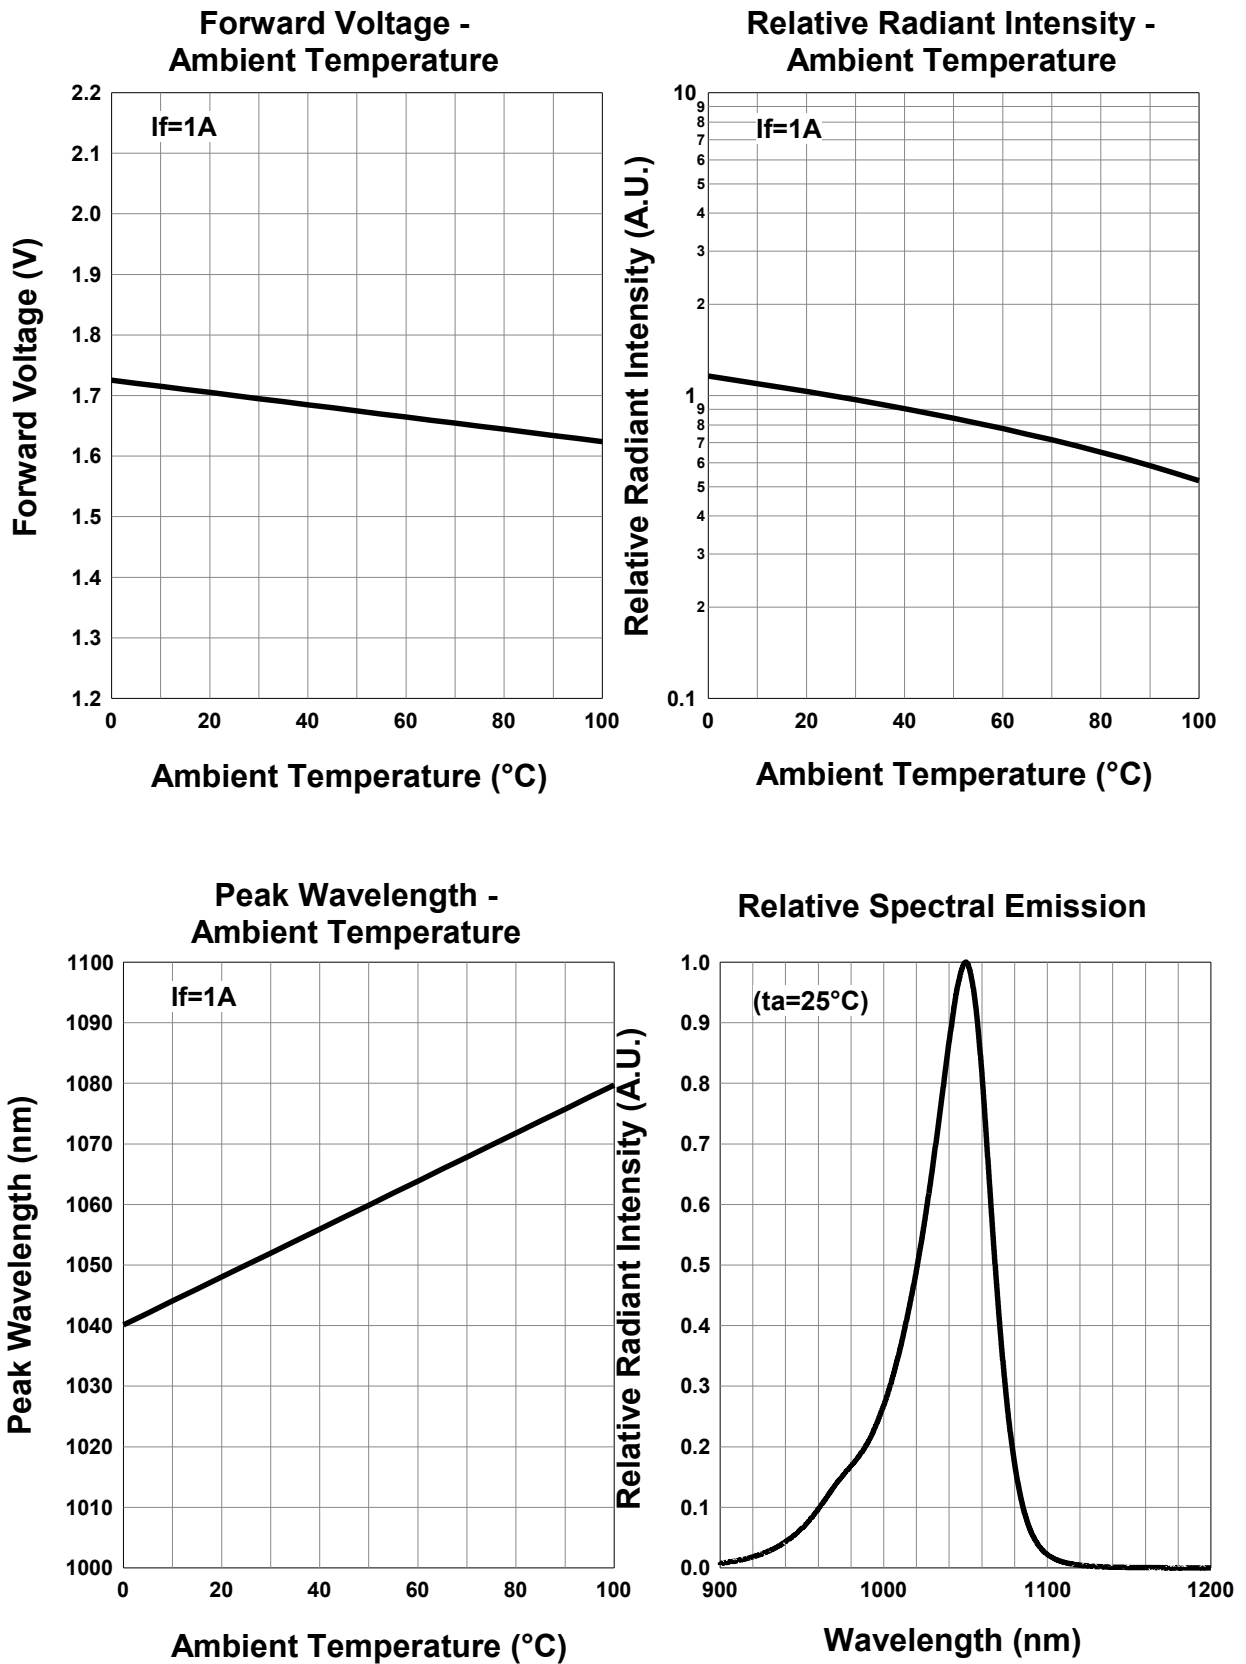 Forward Voltage -
Ambient Temperature
If=1A
Forward Voltage (V)
2.2
2.1
2.0
1.9
1.8
1.7
1.6
1.5
1.4
1.3
1.2
0 20 40 60 80 100
Ambient Temperature (°C)
Relative Radiant Intensity -
Ambient Temperature
If=1A
Relative Radiant Intensity (A.U.)
10
9
8
7
6
5
4
3
2
1
9
8
7
6
5
4
3
2
0.1
0 20 40 60 80 100
Ambient Temperature (°C)
Peak Wavelength -
Ambient Temperature
If=1A
Peak Wavelength (nm)
1100
1090
1080
1070
1060
1050
1040
1030
1020
1010
1000
0 20 40 60 80 100
Ambient Temperature (°C)
Relative Spectral Emission
(ta=25°C)
Relative Radiant Intensity (A.U.)
1.0
0.9
0.8
0.7
0.6
0.5
0.4
0.3
0.2
0.1
0.0
900 1000 1100 1200
Wavelength (nm)